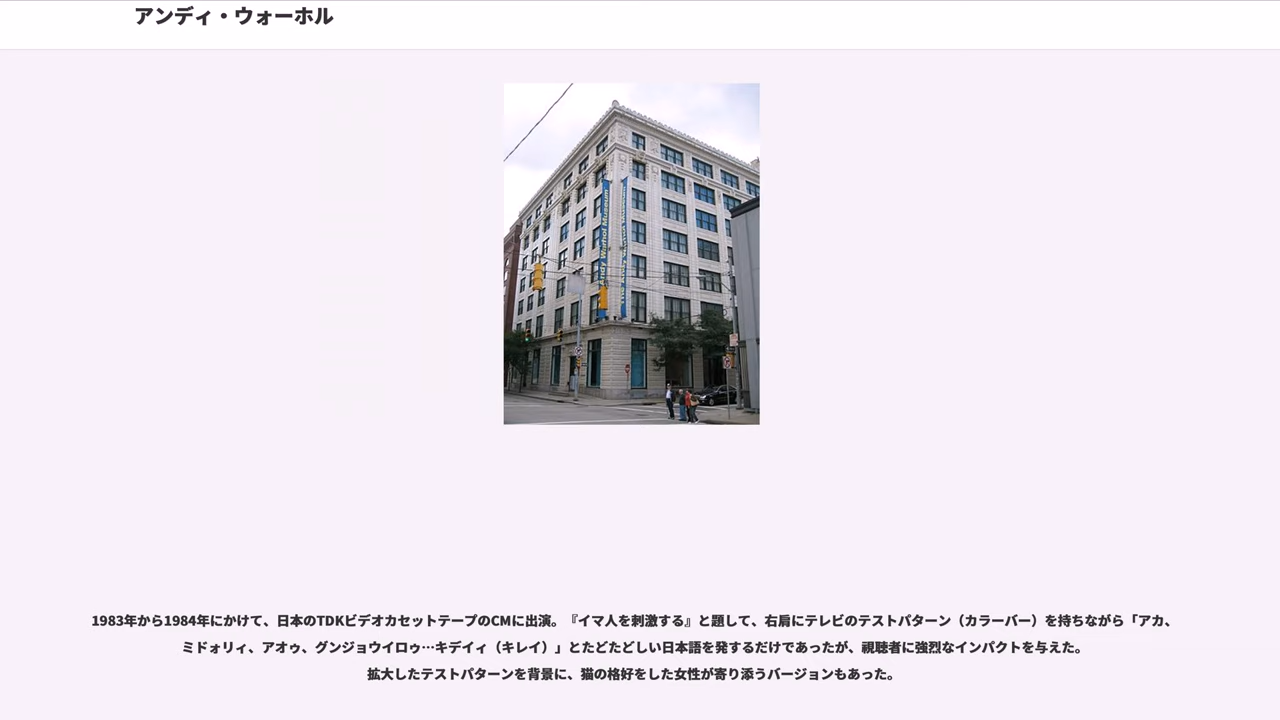 アンディ・ウォーホル
Andy Warhol Museum
1983年から1984年にかけて、日本のTDKビデオカセットテープのCMに出演。『イマ人を刺激する』と題して、右肩にテレビのテストパターン（カラーバー）を持ちながら「アカ、
ミドォリィ、アオゥ、グンジョウイロゥ…キデイィ（キレイ）」とたどたどしい日本語を発するだけであったが、視聴者に強烈なインパクトを与えた。
拡大したテストパターンを背景に、猫の格好をした女性が寄り添うバージョンもあった。